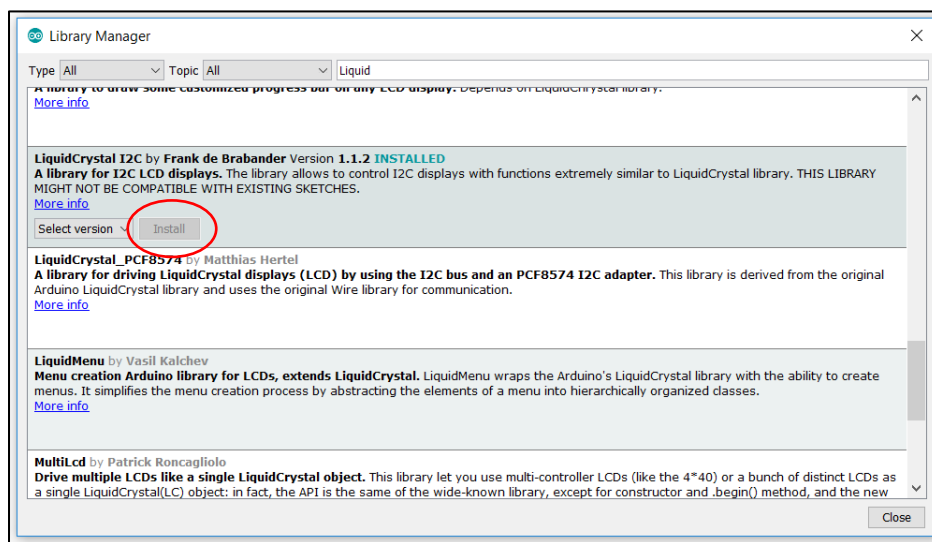 Library Manager
Type All Topic All Liquid
A library to draw some customized progress bar on any LCD display. Depends on LiquidChrystal library.
More info
LiquidCrystal I2C by Frank de Brabander Version 1.1.2 INSTALLED
A library for I2C LCD displays. The library allows to control I2C displays with functions extremely similar to LiquidCrystal library. THIS LIBRARY
MIGHT NOT BE COMPATIBLE WITH EXISTING SKETCHES.
More info
Select version Install
LiquidCrystal_PCF8574 by Matthias Hertel
A library for driving LiquidCrystal displays (LCD) by using the I2C bus and an PCF8574 I2C adapter. This library is derived from the original
Arduino LiquidCrystal library and uses the original Wire library for communication.
More info
LiquidMenu by Vasil Kalchev
Menu creation Arduino library for LCDs, extends LiquidCrystal. LiquidMenu wraps the Arduino's LiquidCrystal library with the ability to create
menus. It simplifies the menu creation process by abstracting the elements of a menu into hierarchically organized classes.
More info
MultiLcd by Patrick Roncagliolo
Drive multiple LCDs like a single LiquidCrystal object. This library let you use multi-controller LCDs (like the 4*40) or a bunch of distinct LCDs as
a single LiquidCrystal(LC) object: in fact, the API is the same of the wide-known library, except for constructor and .begin() method, and the new
Close